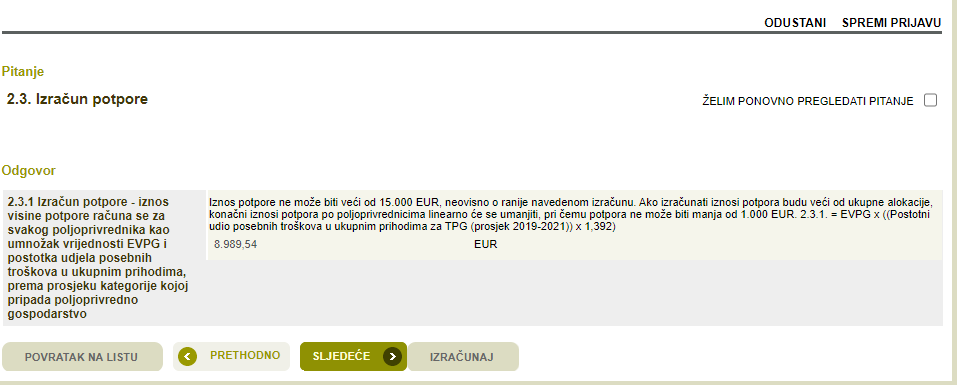 ODUSTANI SPREMI PRIJAVU
Pitanje
2.3. Izračun potpore
ŽELIM PONOVNO PREGLEDATI PITANJE
Odgovor
2.3.1 Izračun potpore - iznos
visine potpore računa se za
svakog poljoprivrednika kao
umnožak vrijednosti EVPG i
postotka udjela posebnih
troškova u ukupnim prihodima,
prema prosjeku kategorije kojoj
pripada poljoprivredno
gospodarstvo
Iznos potpore ne može biti veći od 15.000 EUR, neovisno o ranije navedenom izračunu. Ako izračunati iznosi potpora budu veći od ukupne alokacije,
konačni iznosi potpora po poljoprivrednicima linearno će se umanjiti, pri čemu potpora ne može biti manja od 1.000 EUR. 2.3.1. = EVPG x ((Postotni
udio posebnih troškova u ukupnim prihodima za TPG (prosjek 2019-2021)) x 1,392)
8.989,54 EUR
POVRATAK NA LISTU PRETHODNO SLJEDEĆE IZRAČUNAJ